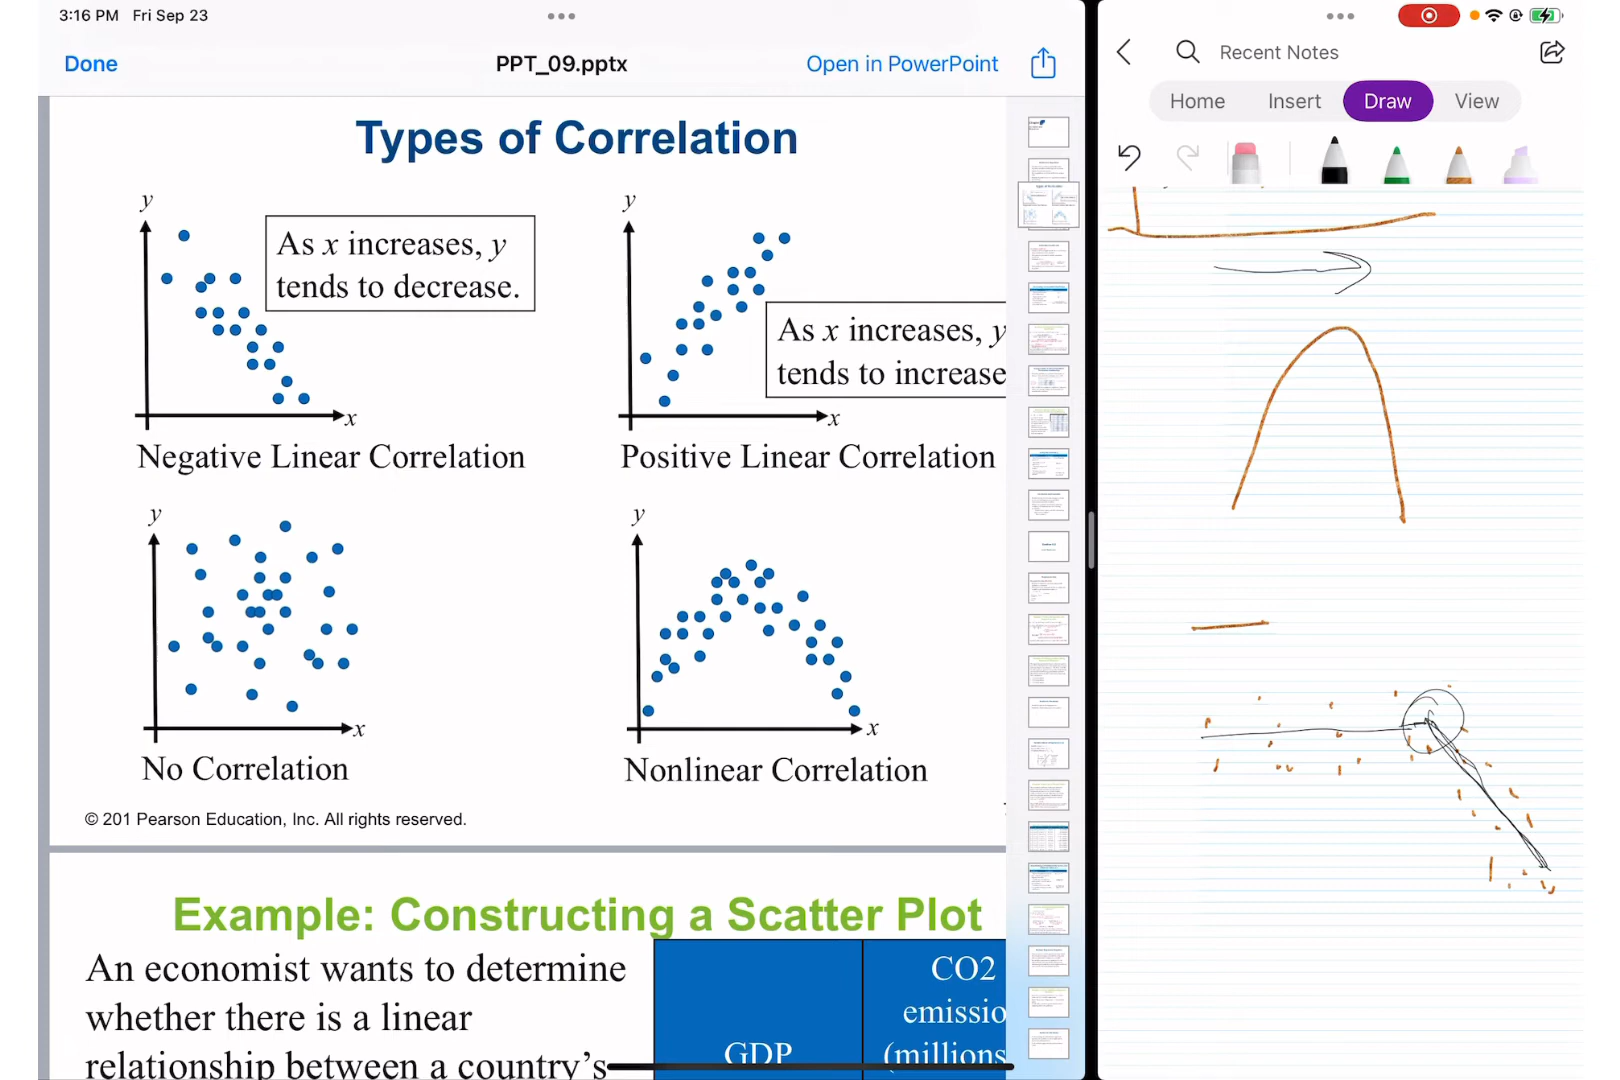 3:16 PM Fri Sep 23
Done
PPT_09.pptx
Open in PowerPoint
Recent Notes
Home
Insert
Draw
View
Types of Correlation
y
As x increases, y
tends to decrease.
x
Negative Linear Correlation
y
As x increases, y
tends to increase
x
Positive Linear Correlation
y
x
No Correlation
y
x
Nonlinear Correlation
© 201 Pearson Education, Inc. All rights reserved.
Example: Constructing a Scatter Plot
An economist wants to determine
whether there is a linear
relationship between a country’s
GDP
CO2
emissio
(millions